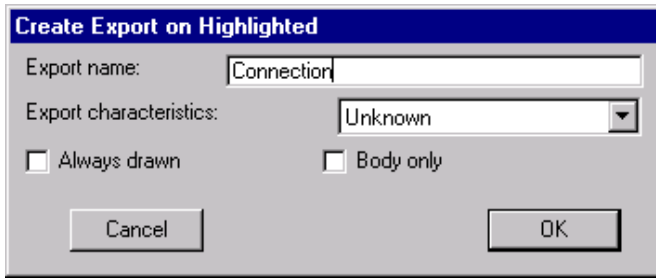 Create Export on Highlighted
Export name: Connection
Export characteristics: Unknown
Always drawn Body only
Cancel OK